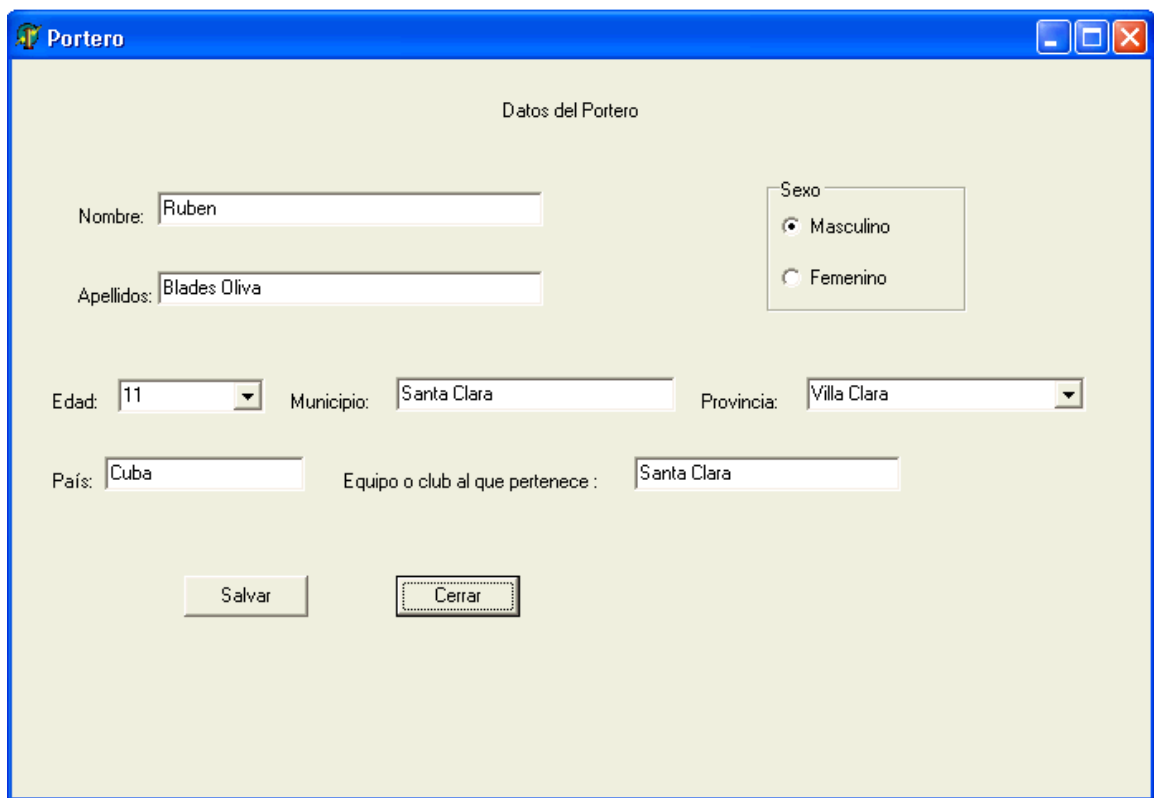 Portero
Datos del Portero
Nombre: Ruben
Sexo
Masculino
Apellidos: Blades Oliva
Femenino
Edad: 11 Municipio: Santa Clara Provincia: Villa Clara
País: Cuba Equipo o club al que pertenece : Santa Clara
Salvar Cerrar